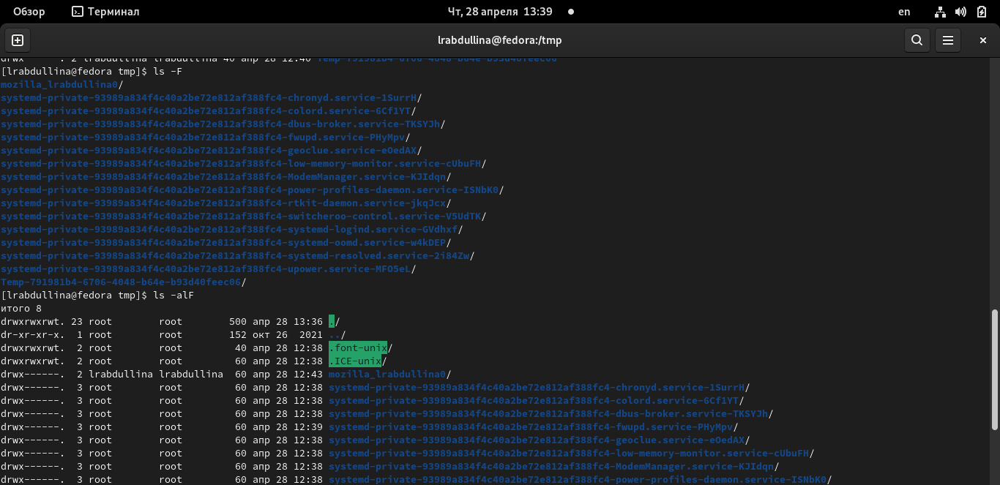 Обзор Терминал Чт, 28 апреля 13:39 en
lrabdullina@fedora:/tmp
drwx------. 2 lrabdullina lrabdullina 40 апр 28 12:40 Temp-791981b4-6706-4048-b64e-b93d40feec06
[lrabdullina@fedora tmp]$ ls -F
mozilla_lrabdullina0/
systemd-private-93989a834f4c40a2be72e812af388fc4-chronyd.service-1SurrH/
systemd-private-93989a834f4c40a2be72e812af388fc4-colord.service-6Cf1YT/
systemd-private-93989a834f4c40a2be72e812af388fc4-dbus-broker.service-TKSYJh/
systemd-private-93989a834f4c40a2be72e812af388fc4-fwupd.service-PHyMpv/
systemd-private-93989a834f4c40a2be72e812af388fc4-geoclue.service-eOedAX/
systemd-private-93989a834f4c40a2be72e812af388fc4-low-memory-monitor.service-cUbuFH/
systemd-private-93989a834f4c40a2be72e812af388fc4-ModemManager.service-KJIdqn/
systemd-private-93989a834f4c40a2be72e812af388fc4-power-profiles-daemon.service-ISNbK0/
systemd-private-93989a834f4c40a2be72e812af388fc4-rtkit-daemon.service-jkqJcx/
systemd-private-93989a834f4c40a2be72e812af388fc4-switcheroo-control.service-V5UdTK/
systemd-private-93989a834f4c40a2be72e812af388fc4-systemd-logind.service-GVdhxf/
systemd-private-93989a834f4c40a2be72e812af388fc4-systemd-oomd.service-w4kDEP/
systemd-private-93989a834f4c40a2be72e812af388fc4-systemd-resolved.service-2i84Zw/
systemd-private-93989a834f4c40a2be72e812af388fc4-upower.service-MFO5eL/
Temp-791981b4-6706-4048-b64e-b93d40feec06/
[lrabdullina@fedora tmp]$ ls -alF
итого 8
drwxrwxrwt. 23 root        root        500 апр 28 13:36 ./
dr-xr-xr-x.  1 root        root        152 окт 26  2021 ../
drwxrwxrwt.  2 root        root         40 апр 28 12:38 .font-unix/
drwxrwxrwt.  2 root        root         60 апр 28 12:38 .ICE-unix/
drwx------.  2 lrabdullina lrabdullina  60 апр 28 12:43 mozilla_lrabdullina0/
drwx------.  3 root        root         60 апр 28 12:38 systemd-private-93989a834f4c40a2be72e812af388fc4-chronyd.service-1SurrH/
drwx------.  3 root        root         60 апр 28 12:38 systemd-private-93989a834f4c40a2be72e812af388fc4-colord.service-6Cf1YT/
drwx------.  3 root        root         60 апр 28 12:38 systemd-private-93989a834f4c40a2be72e812af388fc4-dbus-broker.service-TKSYJh/
drwx------.  3 root        root         60 апр 28 12:39 systemd-private-93989a834f4c40a2be72e812af388fc4-fwupd.service-PHyMpv/
drwx------.  3 root        root         60 апр 28 12:38 systemd-private-93989a834f4c40a2be72e812af388fc4-geoclue.service-eOedAX/
drwx------.  3 root        root         60 апр 28 12:38 systemd-private-93989a834f4c40a2be72e812af388fc4-low-memory-monitor.service-cUbuFH/
drwx------.  3 root        root         60 апр 28 12:38 systemd-private-93989a834f4c40a2be72e812af388fc4-ModemManager.service-KJIdqn/
drwx------.  3 root        root         60 апр 28 12:38 systemd-private-93989a834f4c40a2be72e812af388fc4-power-profiles-daemon.service-ISNbK0/